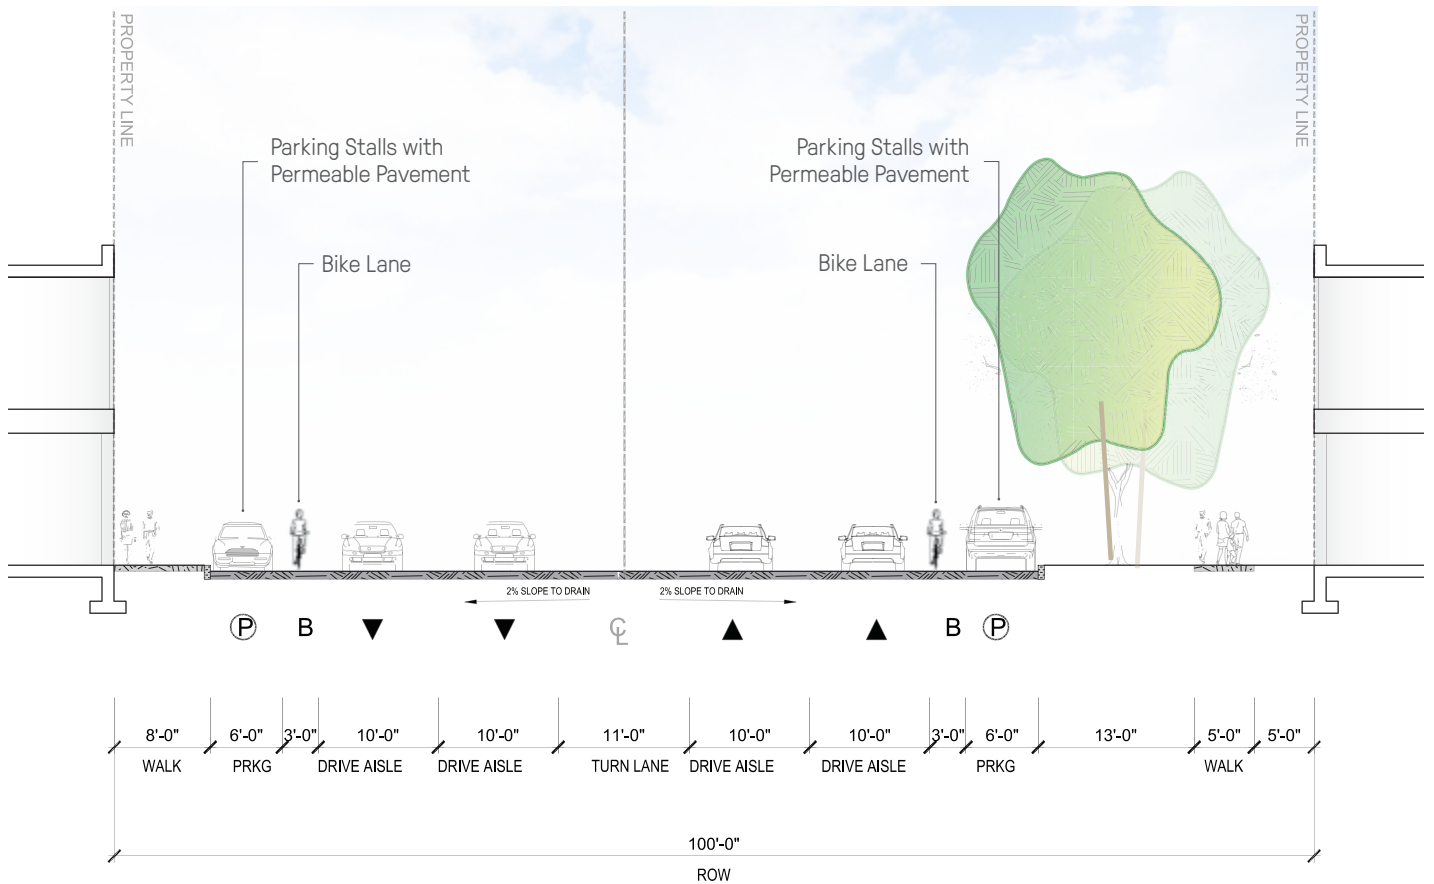 PROPERTY LINE
PROPERTY LINE
Parking Stalls with
Permeable Pavement
Parking Stalls with
Permeable Pavement
Bike Lane
Bike Lane
2% SLOPE TO DRAIN
2% SLOPE TO DRAIN
P B ▼ ▼ CL ▲ ▲ B P
8'-0" 6'-0" 3'-0" 10'-0" 10'-0" 11'-0" 10'-0" 10'-0" 3'-0" 6'-0" 13'-0" 5'-0" 5'-0"
WALK PRKG DRIVE AISLE DRIVE AISLE TURN LANE DRIVE AISLE DRIVE AISLE PRKG WALK
100'-0"
ROW